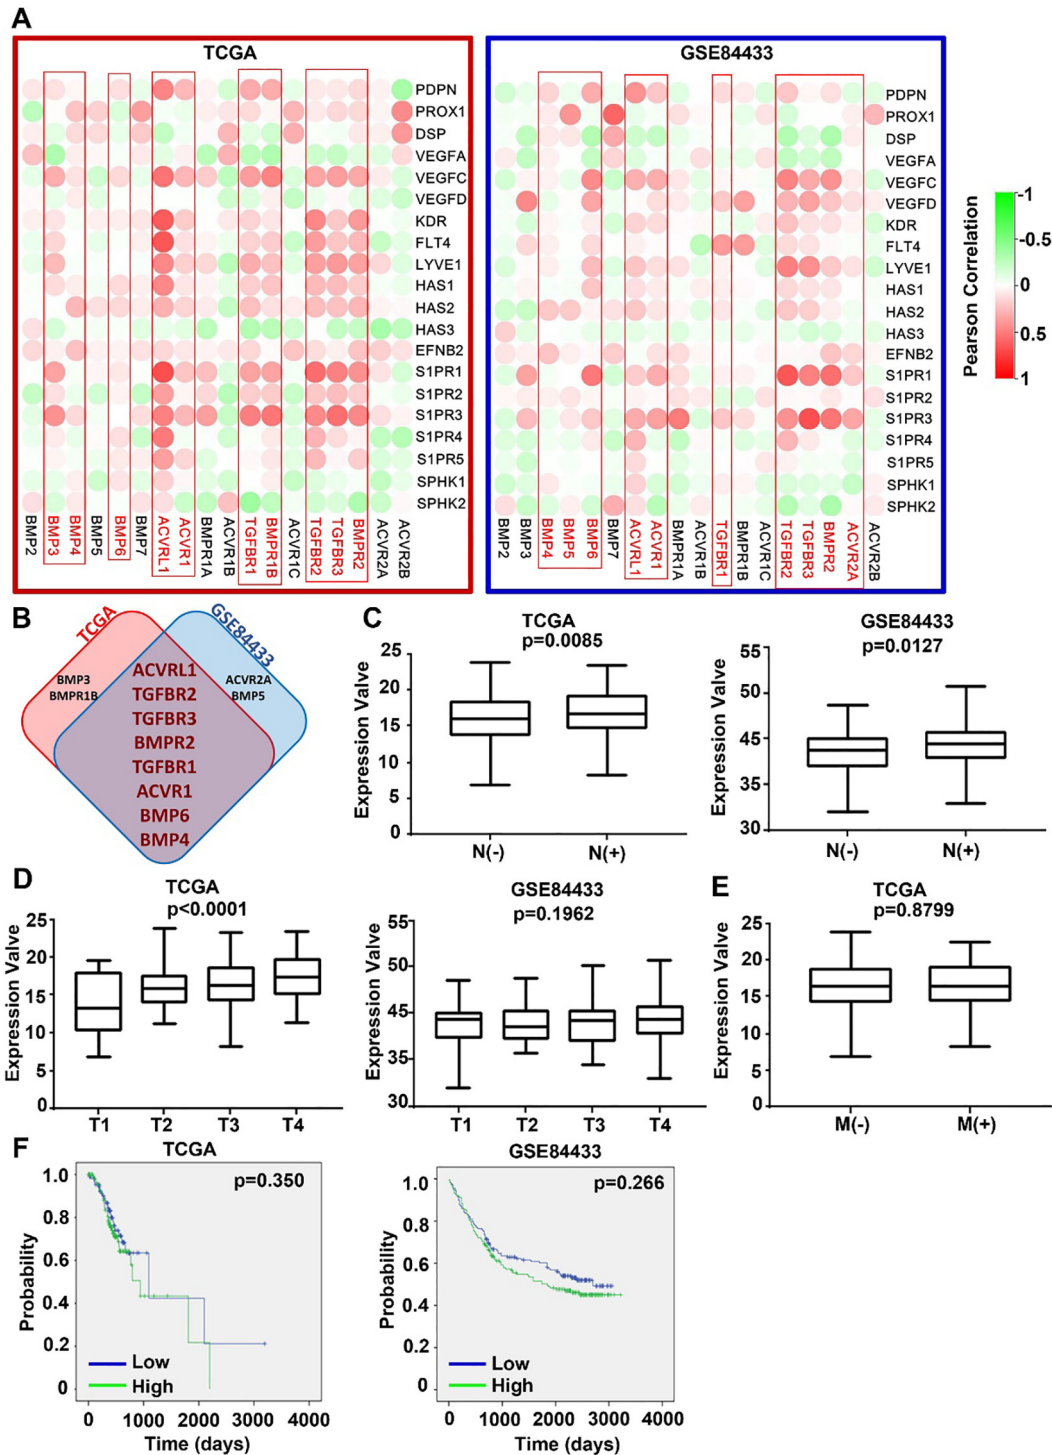 A
TCGA
PDPN
PROX1
DSP
VEGFA
VEGFC
VEGFD
KDR
FLT4
LYVE1
HAS1
HAS2
HAS3
EFNB2
S1PR1
S1PR2
S1PR3
S1PR4
S1PR5
SPHK1
SPHK2
BMP2
BMP3
BMP4
BMP5
BMP6
BMP7
ACVRL1
ACVR1
BMPR1A
ACVR1B
TGFBR1
BMPR1B
ACVR1C
TGFBR2
TGFBR3
BMPR2
ACVR2A
ACVR2B
GSE84433
PDPN
PROX1
DSP
VEGFA
VEGFC
VEGFD
KDR
FLT4
LYVE1
HAS1
HAS2
HAS3
EFNB2
S1PR1
S1PR2
S1PR3
S1PR4
S1PR5
SPHK1
SPHK2
BMP2
BMP3
BMP4
BMP5
BMP6
BMP7
ACVRL1
ACVR1
BMPR1A
ACVR1B
TGFBR1
BMPR1B
ACVR1C
TGFBR2
TGFBR3
BMPR2
ACVR2A
ACVR2B
Pearson Correlation
-1
-0.5
0
0.5
1
B
TCGA
GSE84433
BMP3
BMPR1B
ACVRL1
TGFBR2
TGFBR3
BMPR2
TGFBR1
ACVR1
BMP6
BMP4
ACVR2A
BMP5
C
TCGA
p=0.0085
Expression Valve
25
20
15
10
5
0
N(-) N(+)
GSE84433
p=0.0127
Expression Valve
55
50
45
35
30
N(-) N(+)
D
TCGA
p<0.0001
Expression Valve
25
20
15
10
5
0
T1 T2 T3 T4
GSE84433
p=0.1962
Expression Valve
55
50
45
35
30
T1 T2 T3 T4
E
TCGA
p=0.8799
Expression Valve
25
20
15
10
5
0
M(-) M(+)
F
TCGA
p=0.350
Probability
1.0
0.8
0.6
0.4
0.2
0
Low
High
0 1000 2000 3000 4000
Time (days)
GSE84433
p=0.266
Probability
1.0
0.8
0.6
0.4
0.2
0
Low
High
0 1000 2000 3000 4000
Time (days)